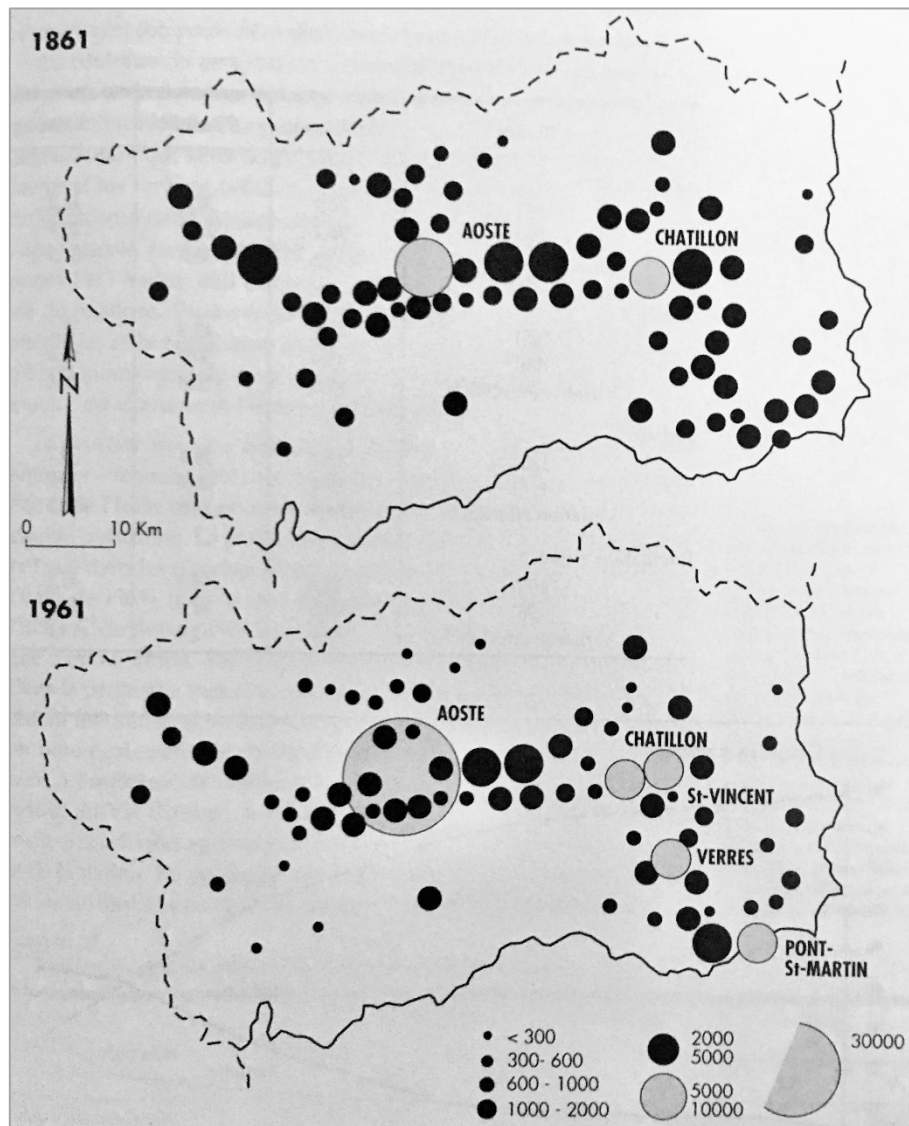 1861
AOSTE
CHATILLON
N
0 10 Km
1961
AOSTE
CHATILLON
St-VINCENT
VERRES
PONT-
St-MARTIN
< 300
300- 600
600 - 1000
1000 - 2000
2000
5000
5000
10000
30000